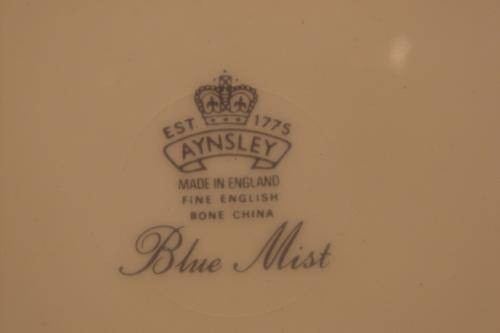 EST 1775
AYNSLEY
MADE IN ENGLAND
FINE ENGLISH
BONE CHINA
Blue Mist